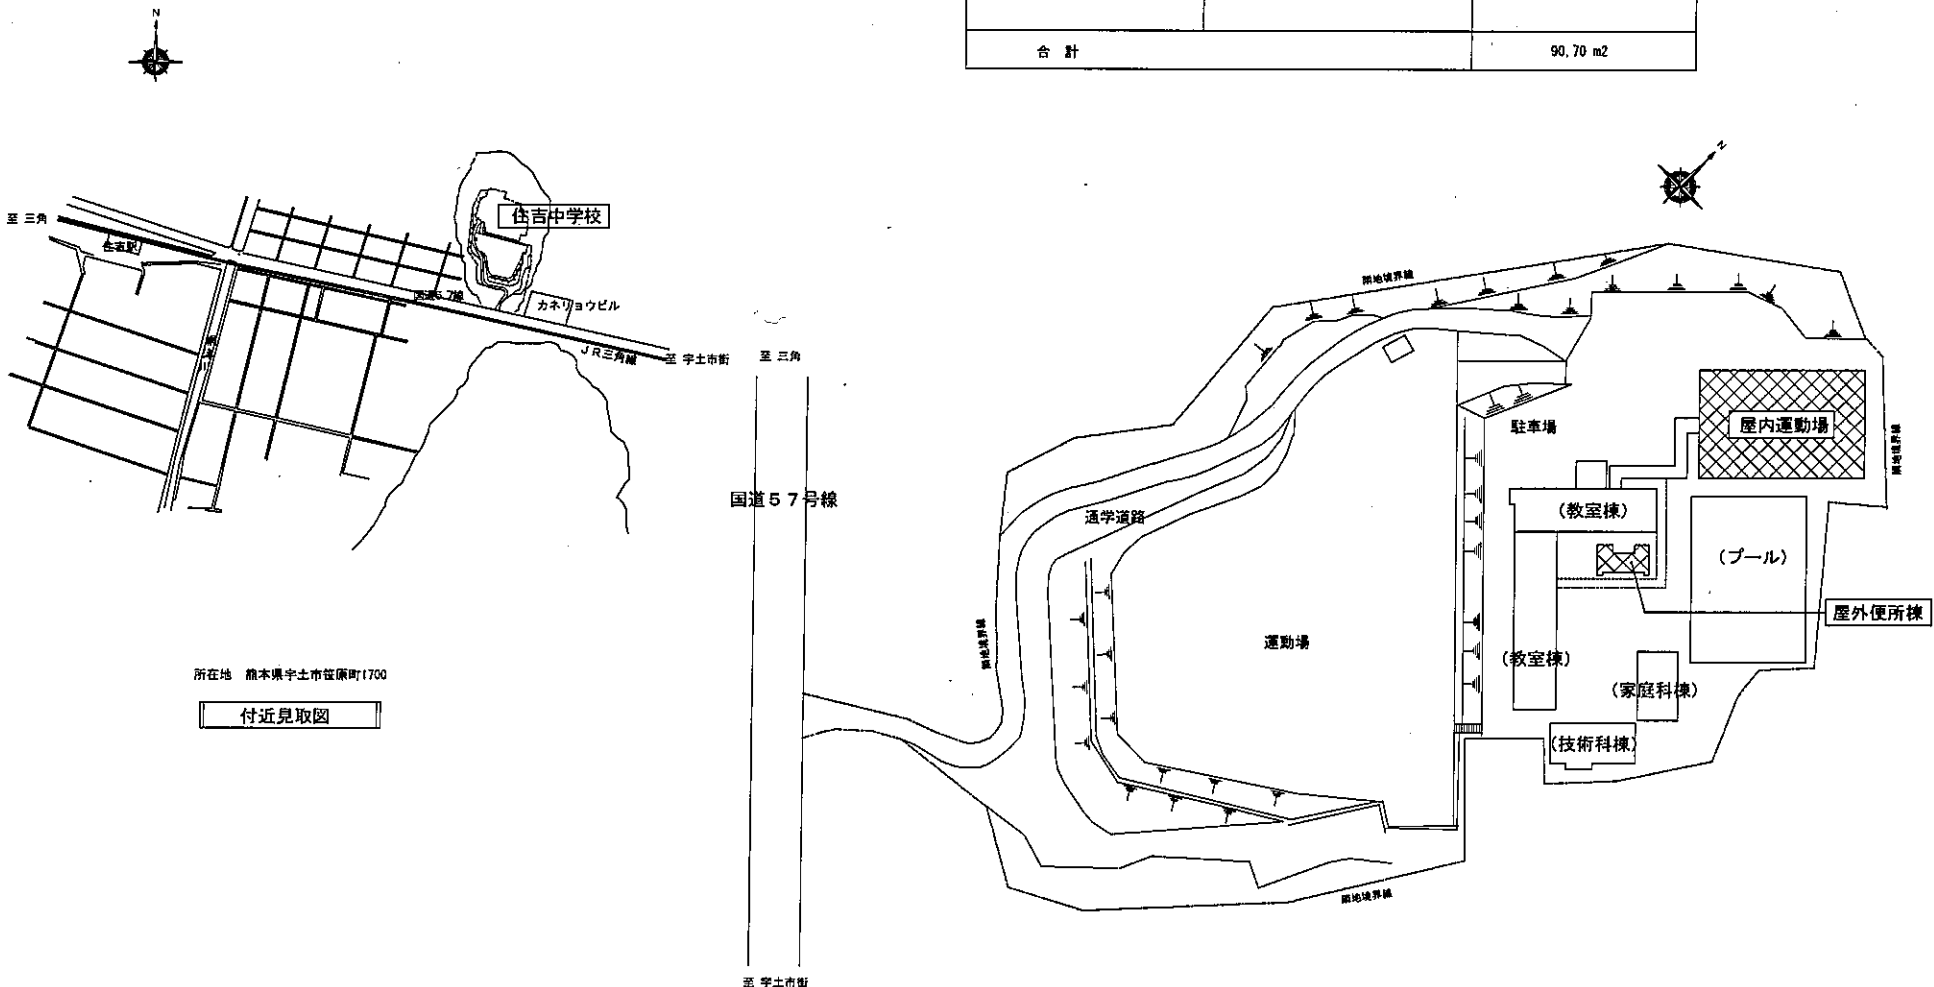 合 計 90.70 m2
N
至 三角
住吉駅
住吉中学校
国道57線
カネリョウビル
JR三角線
至 宇土市街
所在地 熊本県宇土市笹原町1700
付近見取図
至 三角
国道57号線
至 宇土市街
N
隣地境界線
隣地境界線
隣地境界線
隣地境界線
通学道路
運動場
駐車場
屋内運動場
(教室棟)
(プール)
屋外便所棟
(教室棟)
(家庭科棟)
(技術科棟)